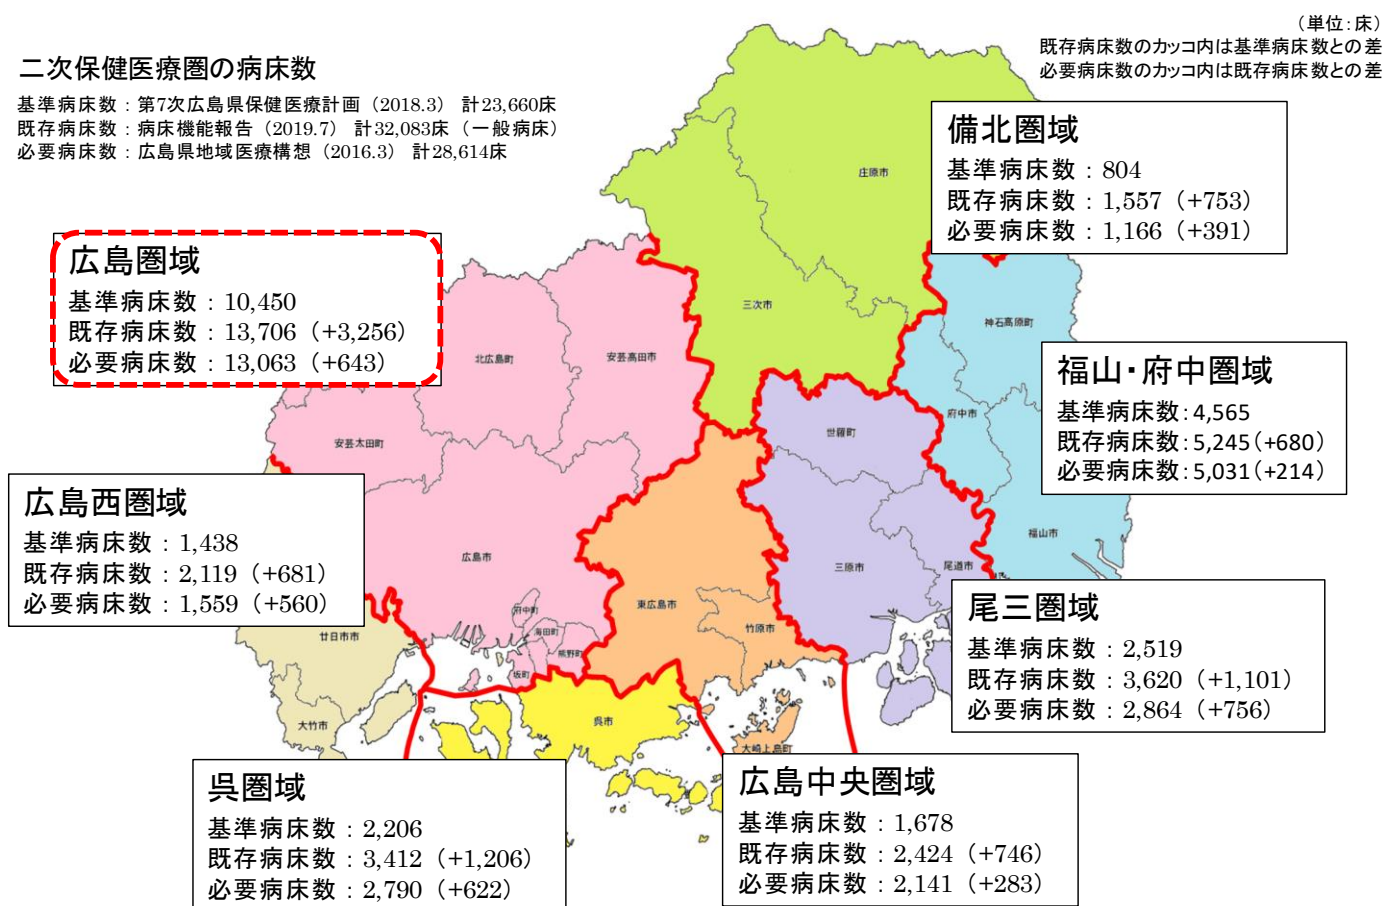 （単位：床）
既存病床数のカッコ内は基準病床数との差
必要病床数のカッコ内は既存病床数との差
二次保健医療圏の病床数
基準病床数：第7次広島県保健医療計画（2018.3） 計23,660床
既存病床数：病床機能報告（2019.7） 計32,083床（一般病床）
必要病床数：広島県地域医療構想（2016.3） 計28,614床
備北圏域
基準病床数：804
既存病床数：1,557（+753）
必要病床数：1,166（+391）
広島圏域
基準病床数：10,450
既存病床数：13,706（+3,256）
必要病床数：13,063（+643）
福山・府中圏域
基準病床数：4,565
既存病床数：5,245（+680）
必要病床数：5,031（+214）
広島西圏域
基準病床数：1,438
既存病床数：2,119（+681）
必要病床数：1,559（+560）
尾三圏域
基準病床数：2,519
既存病床数：3,620（+1,101）
必要病床数：2,864（+756）
呉圏域
基準病床数：2,206
既存病床数：3,412（+1,206）
必要病床数：2,790（+622）
広島中央圏域
基準病床数：1,678
既存病床数：2,424（+746）
必要病床数：2,141（+283）
庄原市
三次市
神石高原町
北広島町
安芸高田市
府中市
世羅町
安芸太田町
広島市
福山市
三原市
尾道市
東広島市
竹原市
府中町
海田町
熊野町
坂町
廿日市市
大竹市
呉市
大崎上島町